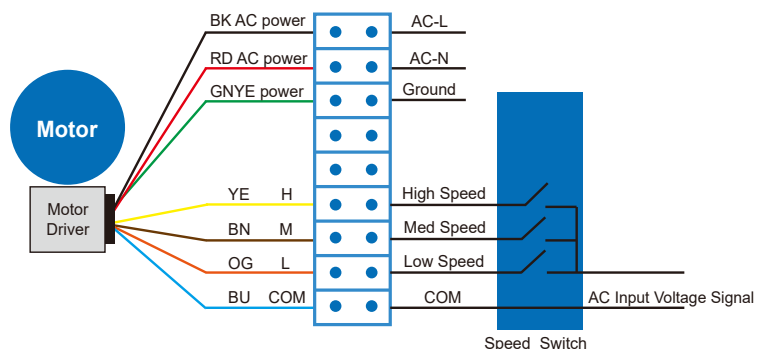 BK AC power AC-L
RD AC power AC-N
GNYE power Ground
Motor
Motor
Driver
YE H High Speed
BN M Med Speed
OG L Low Speed
BU COM COM AC Input Voltage Signal
Speed Switch